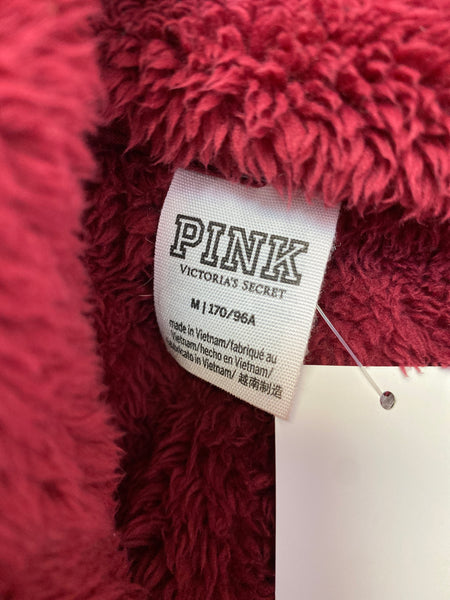 PINK
VICTORIA'S SECRET
M | 170/96A
made in Vietnam/fabriqué au
Vietnam/hecho en Vietnam/
in Vietnam/ 越南制造